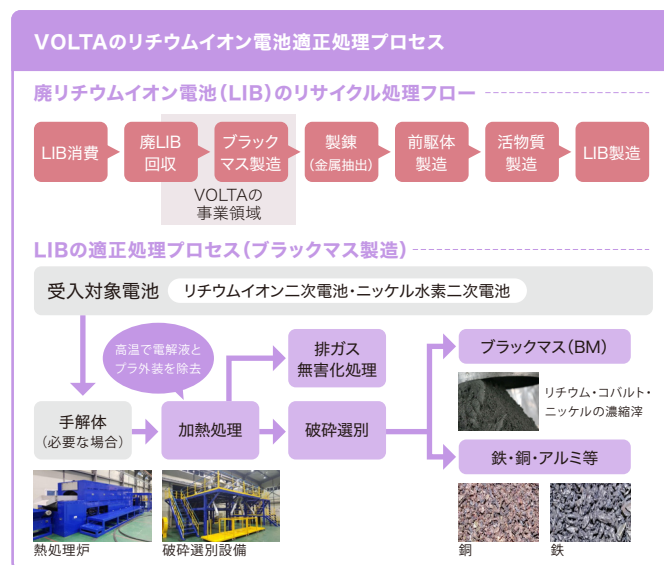 VOLTAのリチウムイオン電池適正処理プロセス
廃リチウムイオン電池(LIB)のリサイクル処理フロー
LIB消費
廃LIB
回収
ブラック
マス製造
製錬
(金属抽出)
前駆体
製造
活物質
製造
LIB製造
VOLTAの
事業領域
LIBの適正処理プロセス(ブラックマス製造)
受入対象電池
リチウムイオン二次電池・ニッケル水素二次電池
高温で電解液と
プラ外装を除去
排ガス
無害化処理
ブラックマス(BM)
リチウム・コバルト・
ニッケルの濃縮滓
手解体
(必要な場合)
加熱処理
破砕選別
鉄・銅・アルミ等
熱処理炉
破砕選別設備
銅
鉄